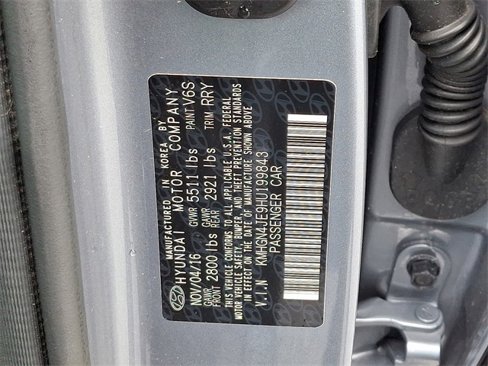 MANUFACTURED IN KOREA BY
HYUNDAI MOTOR COMPANY
NOV/04/16 GVWR 5511 lbs PAINT V6S
GAWR FRONT 2800 lbs GAWR REAR 2921 lbs TRIM RRY
THIS VEHICLE CONFORMS TO ALL APPLICABLE U.S.A. FEDERAL
MOTOR VEHICLE SAFETY, BUMPER, AND THEFT PREVENTION STANDARDS
IN EFFECT ON THE DATE OF MANUFACTURE SHOWN ABOVE.
V.I.N KMHGN4JE9HU199843
PASSENGER CAR